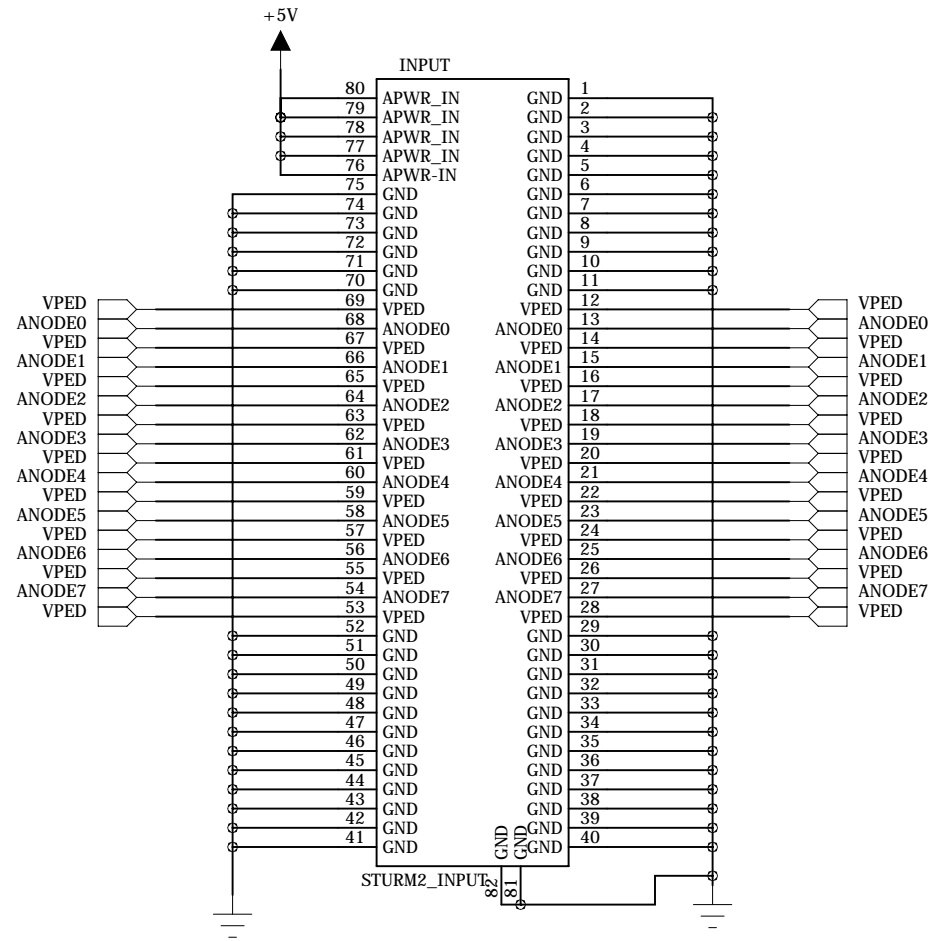 +5V
INPUT
80 APWR_IN GND 1
79 APWR_IN GND 2
78 APWR_IN GND 3
77 APWR_IN GND 4
76 APWR-IN GND 5
75 GND GND 6
74 GND GND 7
73 GND GND 8
72 GND GND 9
71 GND GND 10
70 GND GND 11
VPED 69 VPED VPED 12 VPED
ANODE0 68 ANODE0 ANODE0 13 ANODE0
VPED 67 VPED VPED 14 VPED
ANODE1 66 ANODE1 ANODE1 15 ANODE1
VPED 65 VPED VPED 16 VPED
ANODE2 64 ANODE2 ANODE2 17 ANODE2
VPED 63 VPED VPED 18 VPED
ANODE3 62 ANODE3 ANODE3 19 ANODE3
VPED 61 VPED VPED 20 VPED
ANODE4 60 ANODE4 ANODE4 21 ANODE4
VPED 59 VPED VPED 22 VPED
ANODE5 58 ANODE5 ANODE5 23 ANODE5
VPED 57 VPED VPED 24 VPED
ANODE6 56 ANODE6 ANODE6 25 ANODE6
VPED 55 VPED VPED 26 VPED
ANODE7 54 ANODE7 ANODE7 27 ANODE7
VPED 53 VPED VPED 28 VPED
52 GND GND 29
51 GND GND 30
50 GND GND 31
49 GND GND 32
48 GND GND 33
47 GND GND 34
46 GND GND 35
45 GND GND 36
44 GND GND 37
43 GND GND 38
42 GND GND 39
41 GND GND 40
GND GND
STURM2_INPUT
82 81